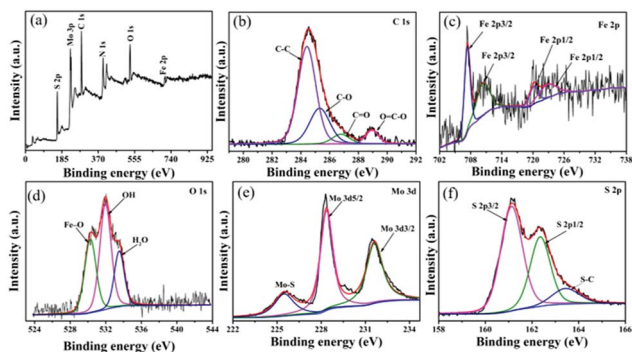 (a)
S 2p
Mo 3p
C 1s
N 1s
O 1s
Fe 2p
Intensity (a.u.)
0 185 370 555 740 925
Binding energy (eV)
(b)
C 1s
C-C
C-O
C=O
O=C-O
Intensity (a.u.)
280 282 284 286 288 290 292
Binding energy (eV)
(c)
Fe 2p
Fe 2p3/2
Fe 2p3/2
Fe 2p1/2
Fe 2p1/2
Intensity (a.u.)
702 708 714 720 726 732 738
Binding energy (eV)
(d)
O 1s
OH
Fe-O
H2O
Intensity (a.u.)
524 528 532 536 540 544
Binding energy (eV)
(e)
Mo 3d
Mo 3d5/2
Mo 3d3/2
Mo-S
Intensity (a.u.)
222 225 228 231 234
Binding energy (eV)
(f)
S 2p
S 2p3/2
S 2p1/2
S-C
Intensity (a.u.)
158 160 162 164 166
Binding energy (eV)